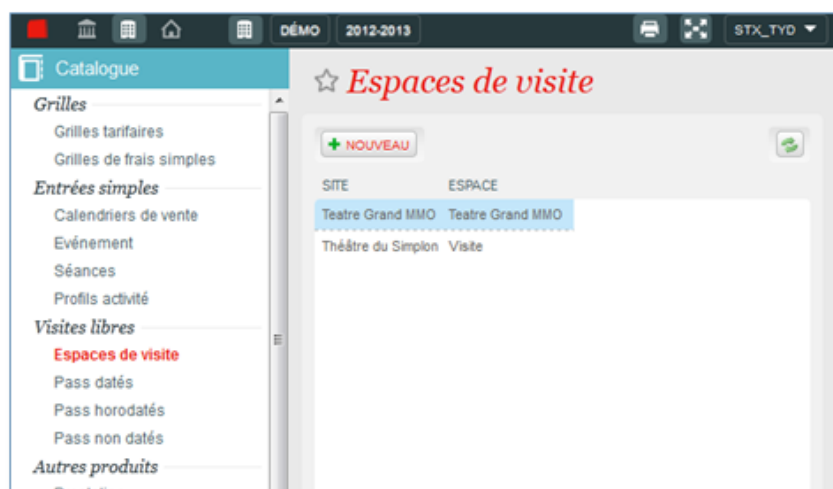 DÉMO 2012-2013 STX_TYD
Catalogue
Grilles
Grilles tarifaires
Grilles de frais simples
Entrées simples
Calendriers de vente
Evénement
Séances
Profils activité
Visites libres
Espaces de visite
Pass datés
Pass horodatés
Pass non datés
Autres produits
Espaces de visite
NOUVEAU
SITE ESPACE
Teatre Grand MMO Teatre Grand MMO
Théâtre du Simplon Visite